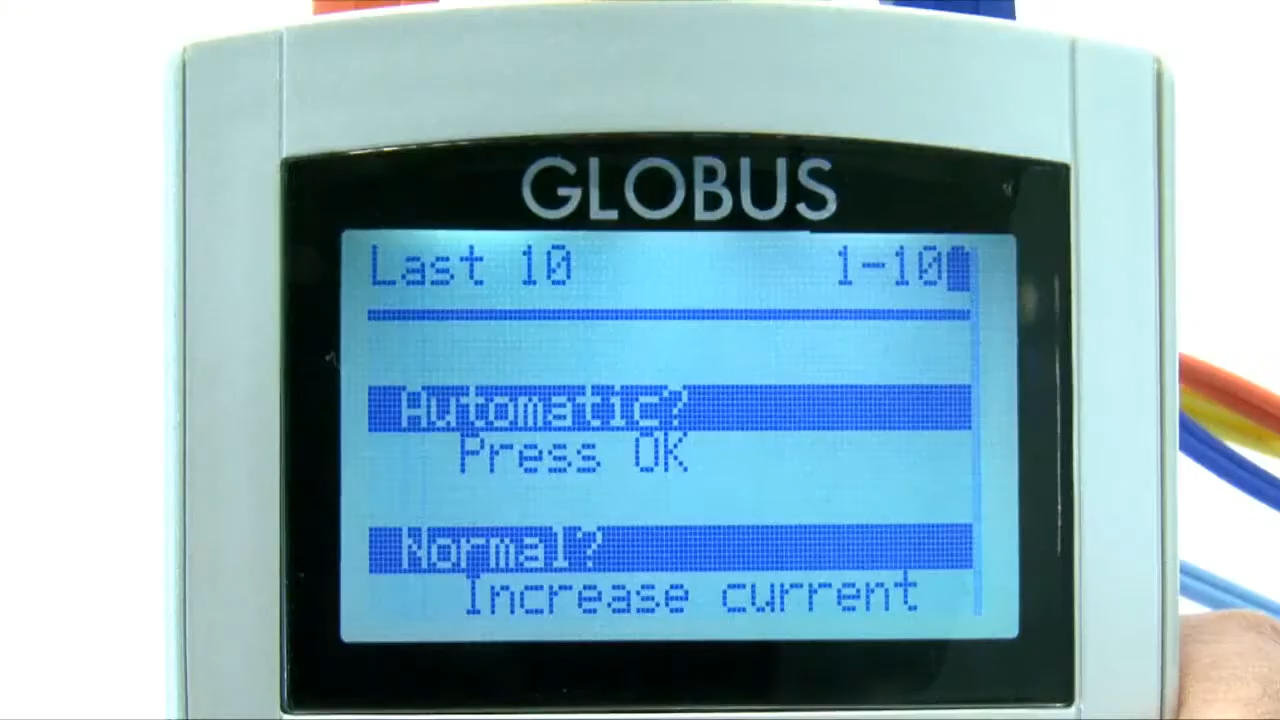 GLOBUS
Last 10 1-10
Automatic?
Press OK
Normal?
Increase current